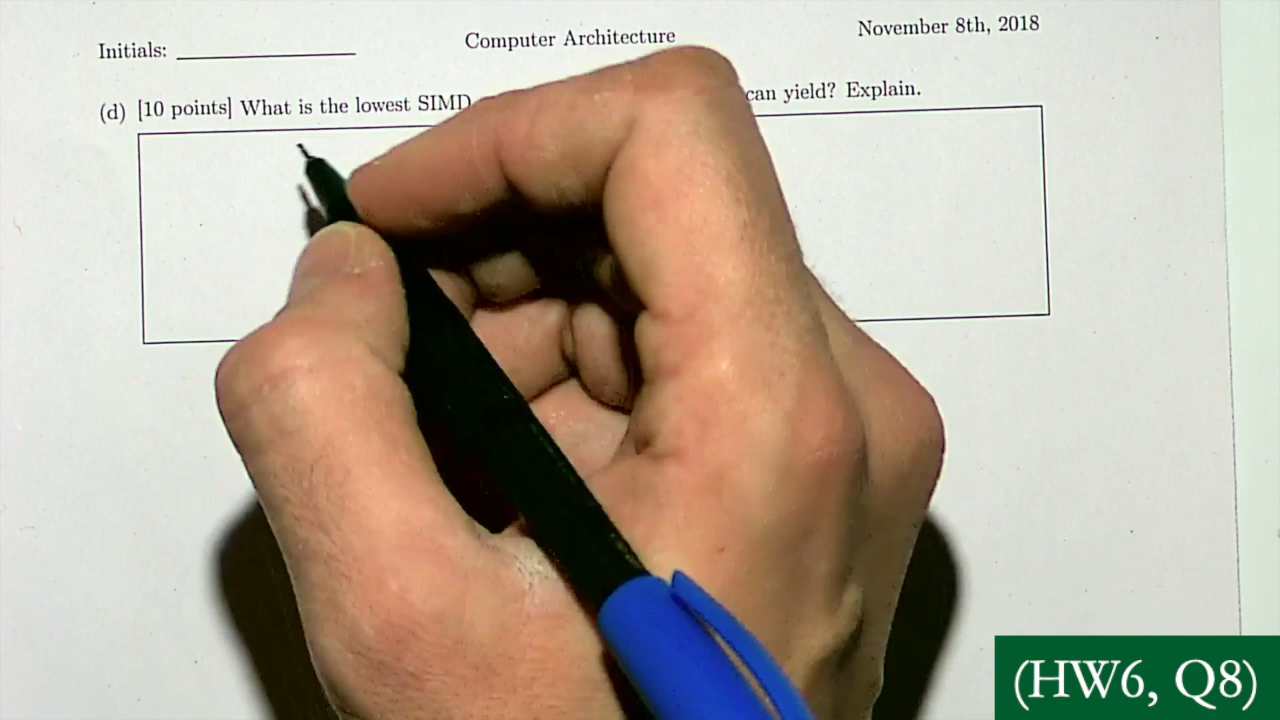 Initials:
Computer Architecture
November 8th, 2018
(d) [10 points] What is the lowest SIMD can yield? Explain.
(HW6, Q8)